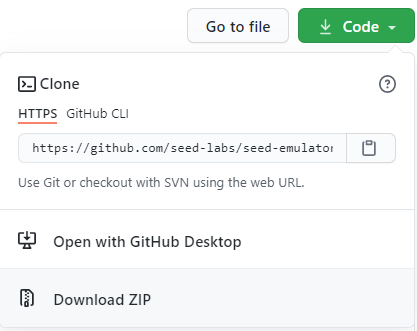 Go to file
Code
Clone
HTTPS GitHub CLI
https://github.com/seed-labs/seed-emulator
Use Git or checkout with SVN using the web URL.
Open with GitHub Desktop
Download ZIP